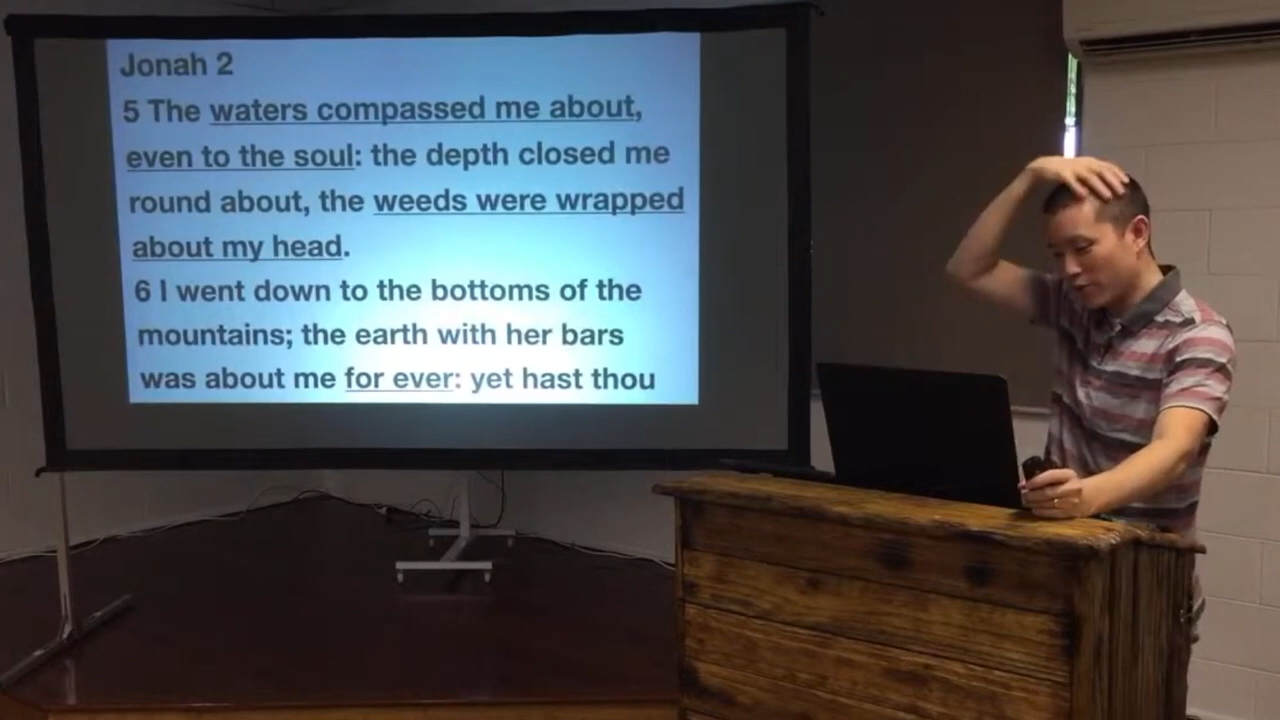 Jonah 2
5 The waters compassed me about,
even to the soul: the depth closed me
round about, the weeds were wrapped
about my head.
6 I went down to the bottoms of the
mountains; the earth with her bars
was about me for ever: yet hast thou